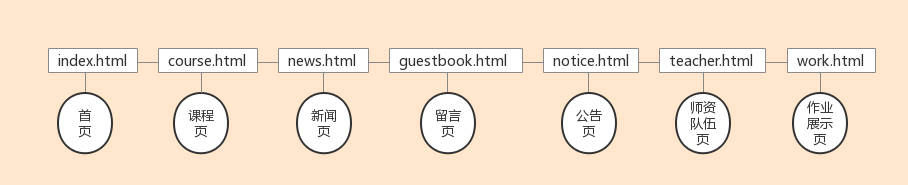 index.html course.html news.html guestbook.html notice.html teacher.html work.html
首
页
课程
页
新闻
页
留言
页
公告
页
师资
队伍
页
作业
展示
页